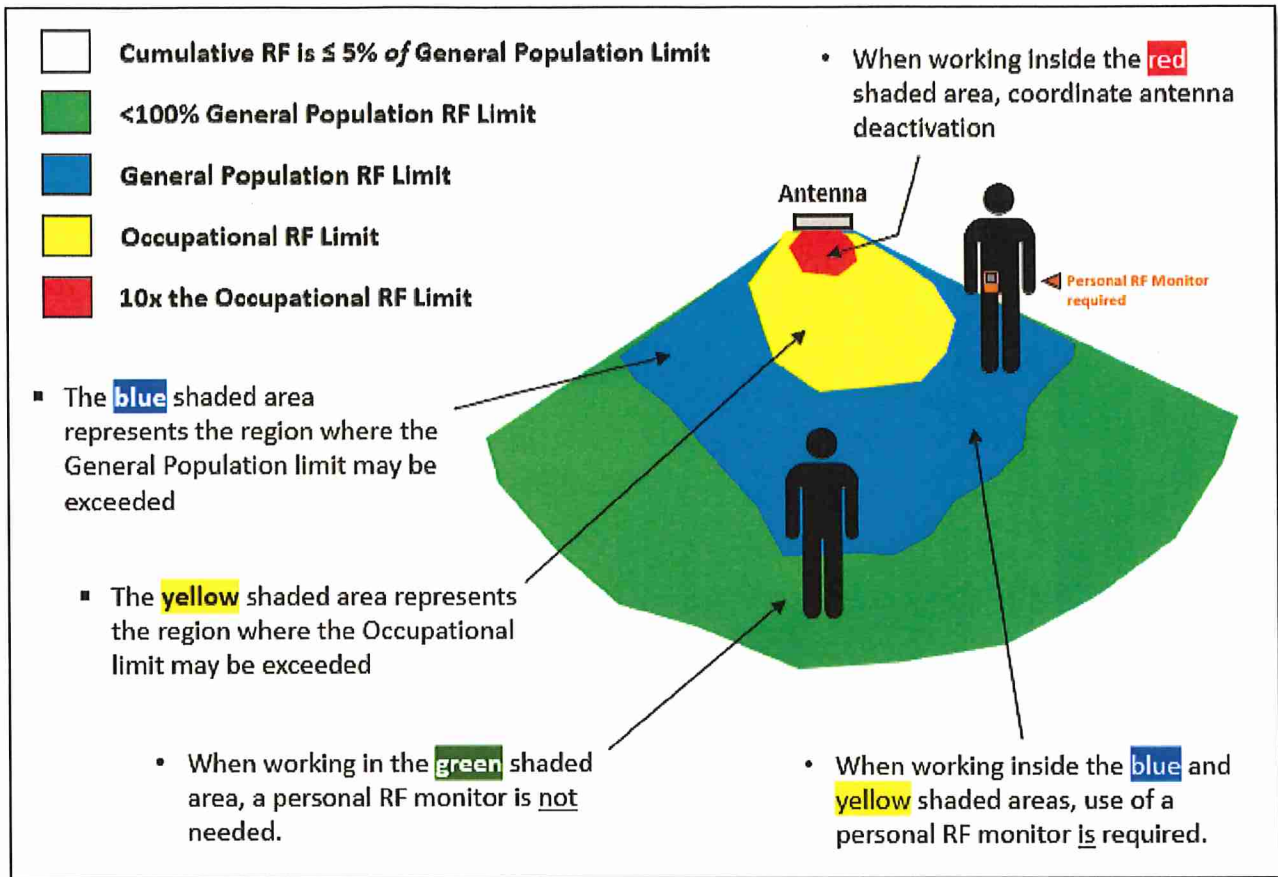 Cumulative RF is ≤ 5% of General Population Limit
<100% General Population RF Limit
General Population RF Limit
Occupational RF Limit
10x the Occupational RF Limit
• When working inside the red
shaded area, coordinate antenna
deactivation
Antenna
Personal RF Monitor
required
▪ The blue shaded area
represents the region where the
General Population limit may be
exceeded
▪ The yellow shaded area represents
the region where the Occupational
limit may be exceeded
• When working in the green shaded
area, a personal RF monitor is not
needed.
• When working inside the blue and
yellow shaded areas, use of a
personal RF monitor is required.